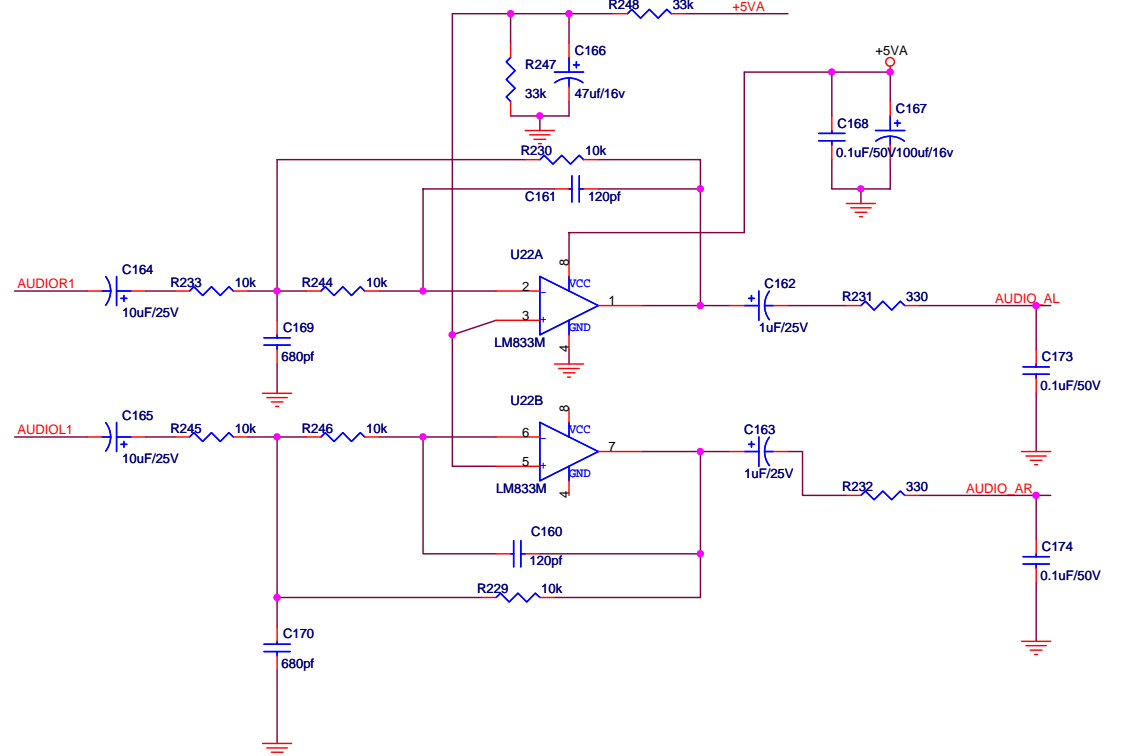 R248 33k +5VA
C166
+
R247
33k 47uf/16v
+5VA
C167
+
C168
0.1uF/50V 100uf/16v
R230 10k
C161 120pf
U22A
8
VCC
C164
AUDIOR1 R233 10k R244 10k 2 -
+
10uF/25V
1
3 +
GND
LM833M
4
C162
+
1uF/25V
R231 330 AUDIO_AL
C169
680pf
C173
0.1uF/50V
U22B
8
VCC
C165
AUDIOL1 R245 10k R246 10k 6 -
+
10uF/25V
7
5 +
GND
LM833M
4
C163
+
1uF/25V
R232 330 AUDIO_AR
C160
120pf
C174
0.1uF/50V
R229 10k
C170
680pf